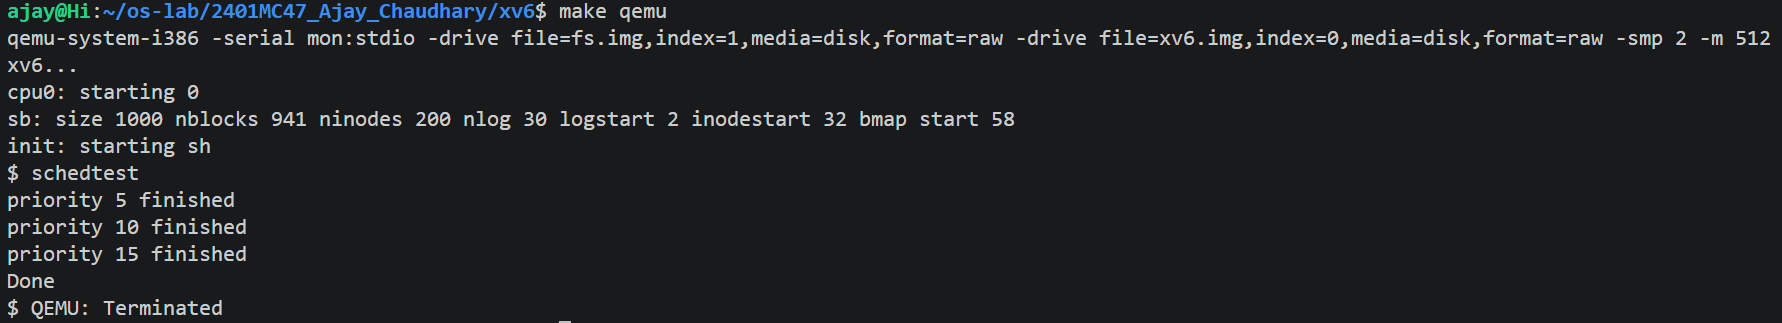 ajay@Hi:~/os-lab/2401MC47_Ajay_Chaudhary/xv6$ make qemu
qemu-system-i386 -serial mon:stdio -drive file=fs.img,index=1,media=disk,format=raw -drive file=xv6.img,index=0,media=disk,format=raw -smp 2 -m 512
xv6...
cpu0: starting 0
sb: size 1000 nblocks 941 ninodes 200 nlog 30 logstart 2 inodestart 32 bmap start 58
init: starting sh
$ schedtest
priority 5 finished
priority 10 finished
priority 15 finished
Done
$ QEMU: Terminated